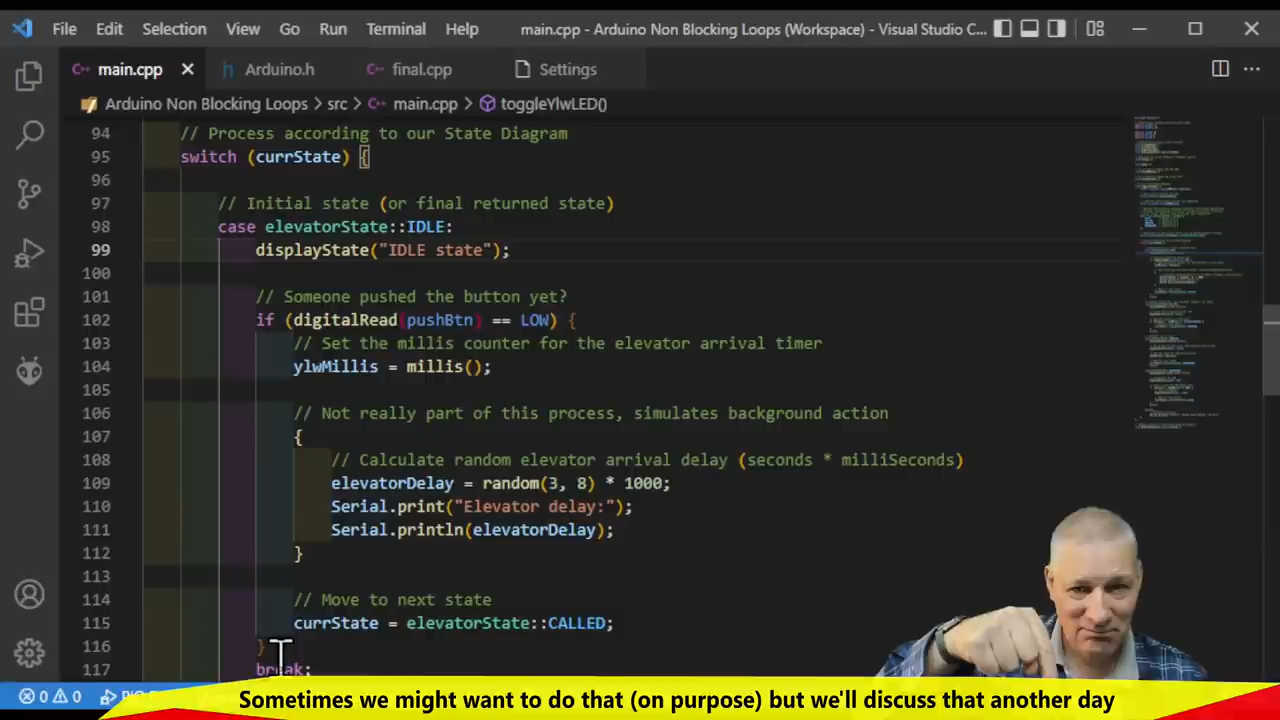 File Edit Selection View Go Run Terminal Help main.cpp - Arduino Non Blocking Loops (Workspace) - Visual Studio C...
main.cpp Arduino.h final.cpp Settings
Arduino Non Blocking Loops > src > main.cpp > toggleYlwLED()
94 // Process according to our State Diagram
95 switch (currState) {
96
97 // Initial state (or final returned state)
98 case elevatorState::IDLE:
99 displayState("IDLE state");
100
101 // Someone pushed the button yet?
102 if (digitalRead(pushBtn) == LOW) {
103 // Set the millis counter for the elevator arrival timer
104 ylwMillis = millis();
105
106 // Not really part of this process, simulates background action
107 {
108 // Calculate random elevator arrival delay (seconds * milliSeconds)
109 elevatorDelay = random(3, 8) * 1000;
110 Serial.print("Elevator delay:");
111 Serial.println(elevatorDelay);
112 }
113
114 // Move to next state
115 currState = elevatorState::CALLED;
116 }
117 break;
0 0
Sometimes we might want to do that (on purpose) but we'll discuss that another day